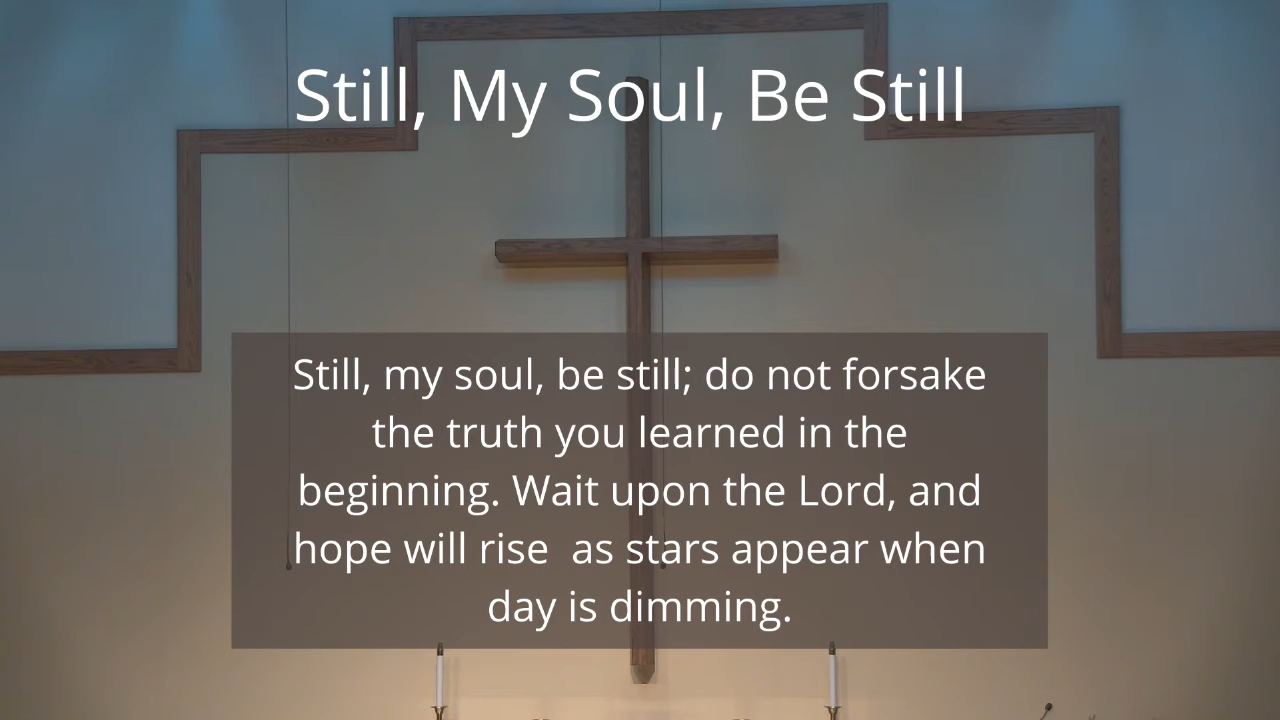 Still, My Soul, Be Still
Still, my soul, be still; do not forsake
the truth you learned in the
beginning. Wait upon the Lord, and
hope will rise  as stars appear when
day is dimming.